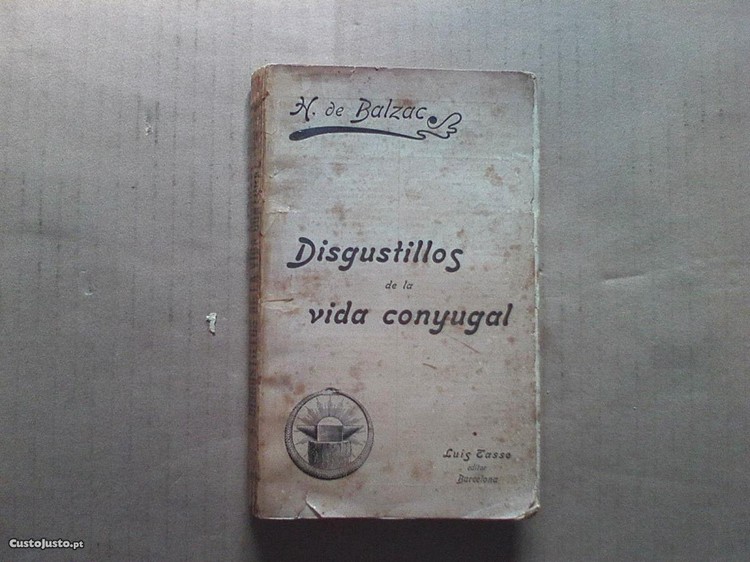 H. de Balzac
Disgustillos
de la
vida conyugal
Luis Tasso
editor
Barcelona
CustoJusto.pt